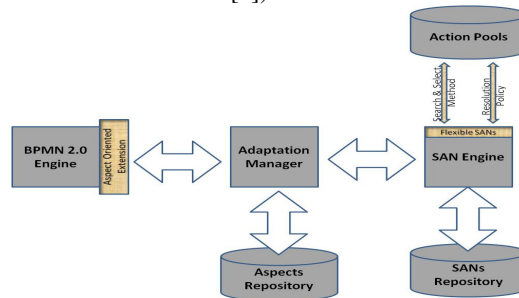 Action Pools
Search & Select
Method
Resolution
Policy
Flexible SANs
BPMN 2.0
Engine
Aspect Oriented
Extension
Adaptation
Manager
SAN Engine
Aspects
Repository
SANs
Repository